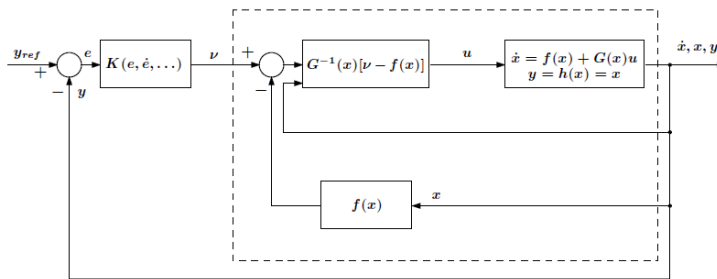 y_ref
+
−
e
y
K(e, ė, . . .)
ν
+
−
G⁻¹(x)[ν − f(x)]
u
ẋ = f(x) + G(x)u
y = h(x) = x
ẋ, x, y
f(x)
x